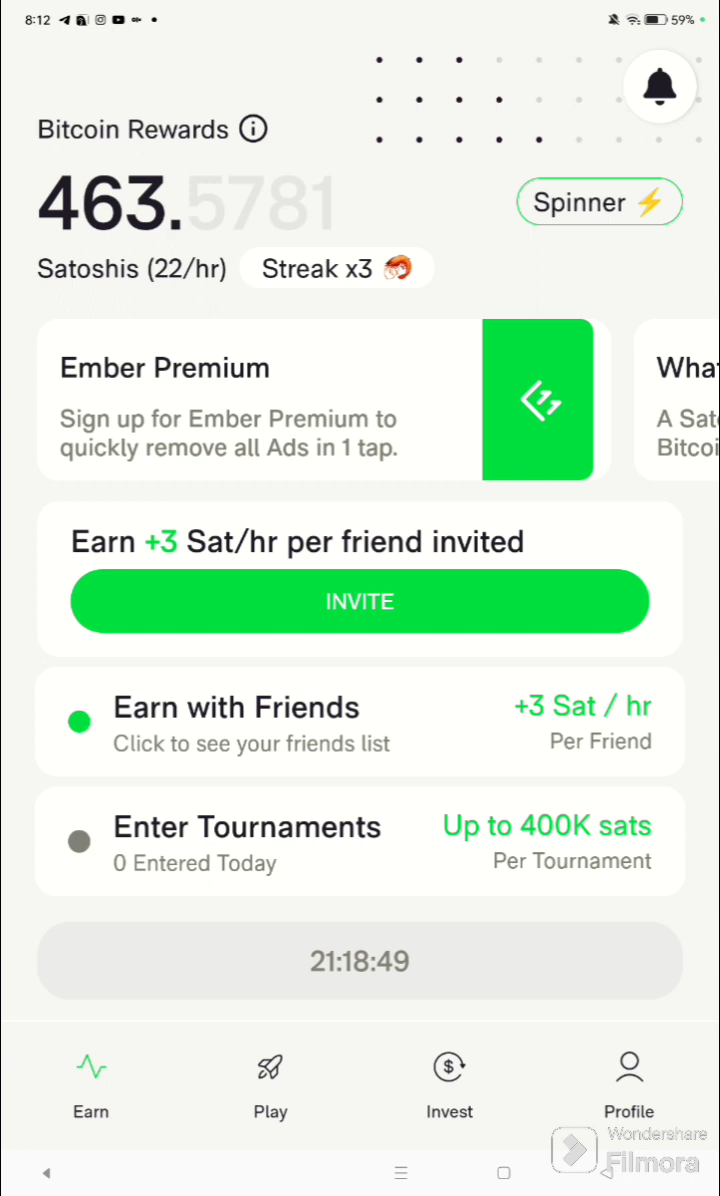 8:12
59%
Bitcoin Rewards
463.5781
Spinner ⚡
Satoshis (22/hr)
Streak x3 🦐
Ember Premium
Sign up for Ember Premium to
quickly remove all Ads in 1 tap.
Earn +3 Sat/hr per friend invited
INVITE
Earn with Friends
+3 Sat / hr
Click to see your friends list
Per Friend
Enter Tournaments
Up to 400K sats
0 Entered Today
Per Tournament
21:18:49
Earn
Play
Invest
Profile
Wondershare
Filmora